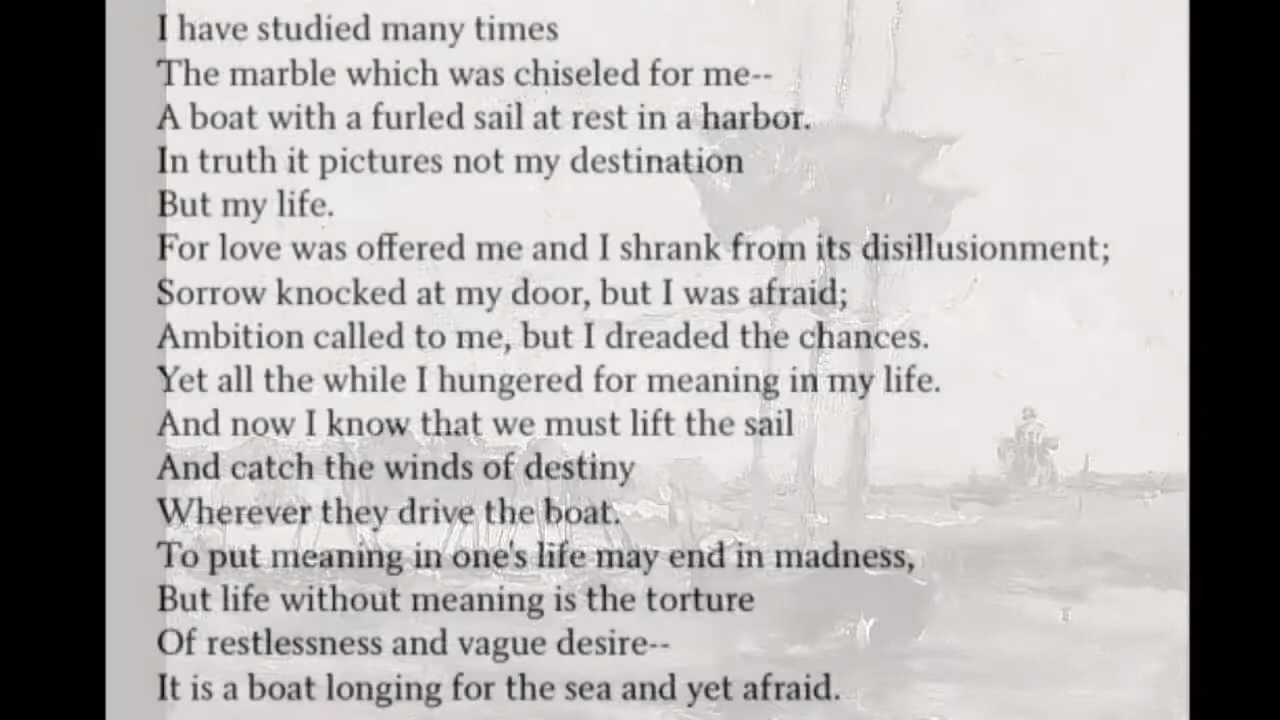 I have studied many times
The marble which was chiseled for me--
A boat with a furled sail at rest in a harbor.
In truth it pictures not my destination
But my life.
For love was offered me and I shrank from its disillusionment;
Sorrow knocked at my door, but I was afraid;
Ambition called to me, but I dreaded the chances.
Yet all the while I hungered for meaning in my life.
And now I know that we must lift the sail
And catch the winds of destiny
Wherever they drive the boat.
To put meaning in one's life may end in madness,
But life without meaning is the torture
Of restlessness and vague desire--
It is a boat longing for the sea and yet afraid.